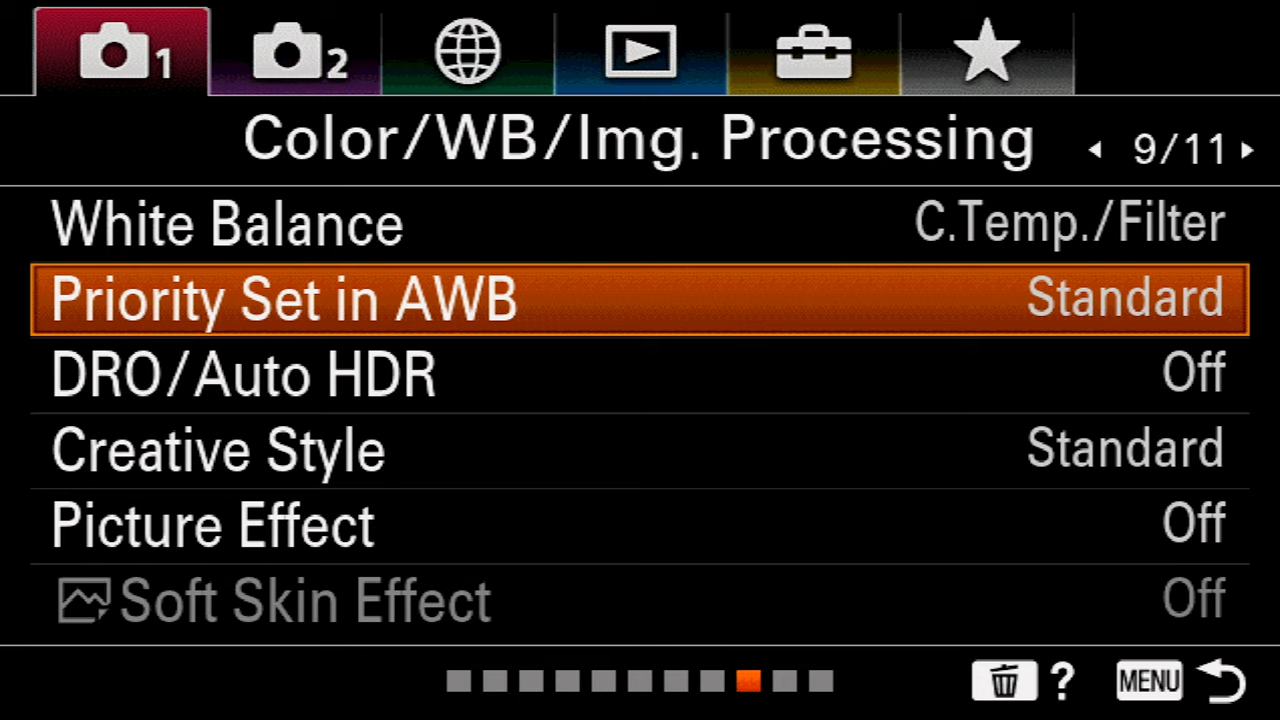 1 2
Color/WB/Img. Processing 9/11
White Balance C.Temp./Filter
Priority Set in AWB Standard
DRO/Auto HDR Off
Creative Style Standard
Picture Effect Off
Soft Skin Effect Off
? MENU